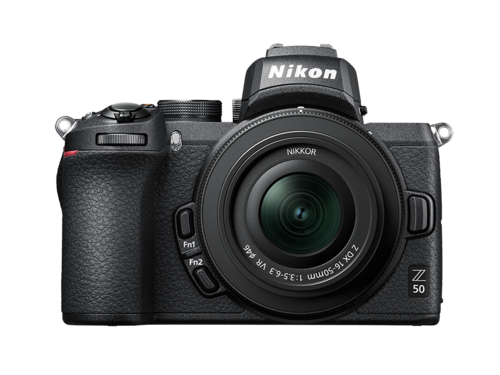 Nikon
NIKKOR
Fn1
Fn2
Z DX 16-50mm 1:3.5-6.3 VR ⌀46
Z
50